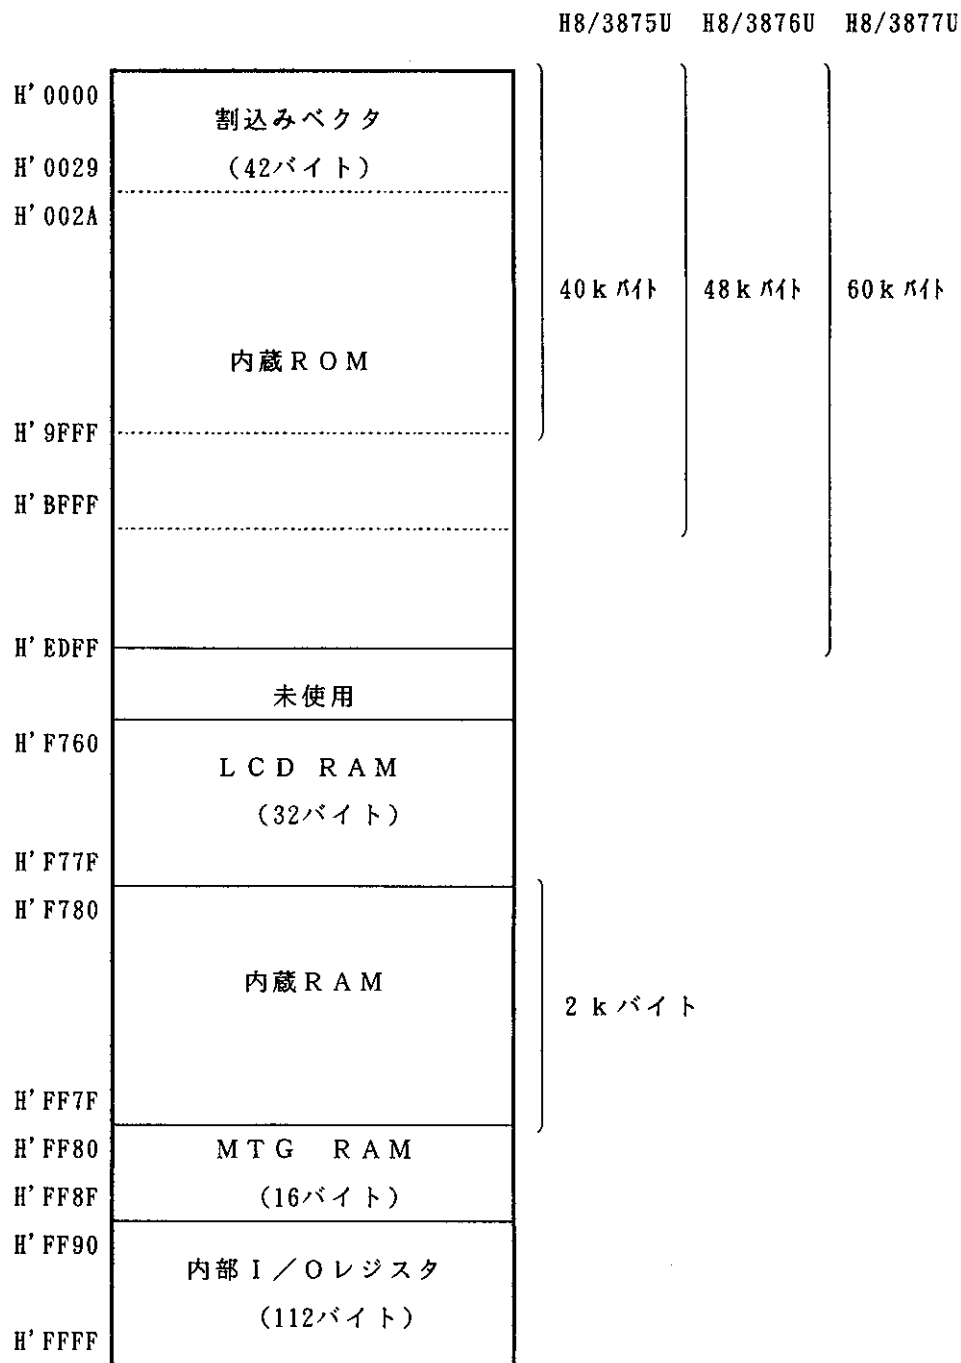 H8/3875U H8/3876U H8/3877U
H'0000
割込みベクタ
H'0029 (42バイト)
H'002A
40kバイト 48kバイト 60kバイト
内蔵ROM
H'9FFF
H'BFFF
H'EDFF
未使用
H'F760
LCD RAM
(32バイト)
H'F77F
H'F780
内蔵RAM
2kバイト
H'FF7F
H'FF80 MTG RAM
H'FF8F (16バイト)
H'FF90
内部I/Oレジスタ
(112バイト)
H'FFFF